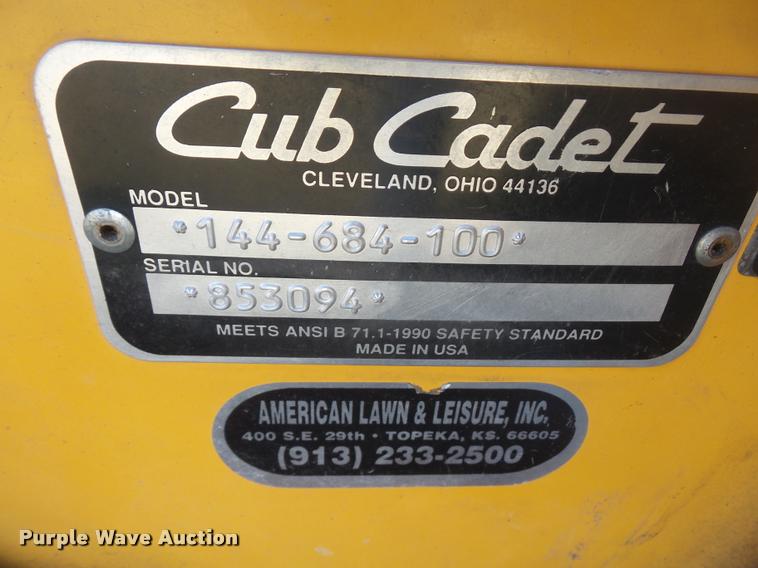 Cub Cadet
CLEVELAND, OHIO 44136
MODEL
*144-684-100*
SERIAL NO.
*853094*
MEETS ANSI B 71.1-1990 SAFETY STANDARD
MADE IN USA
AMERICAN LAWN & LEISURE, INC.
400 S.E. 29th • TOPEKA, KS. 66605
(913) 233-2500
Purple Wave Auction